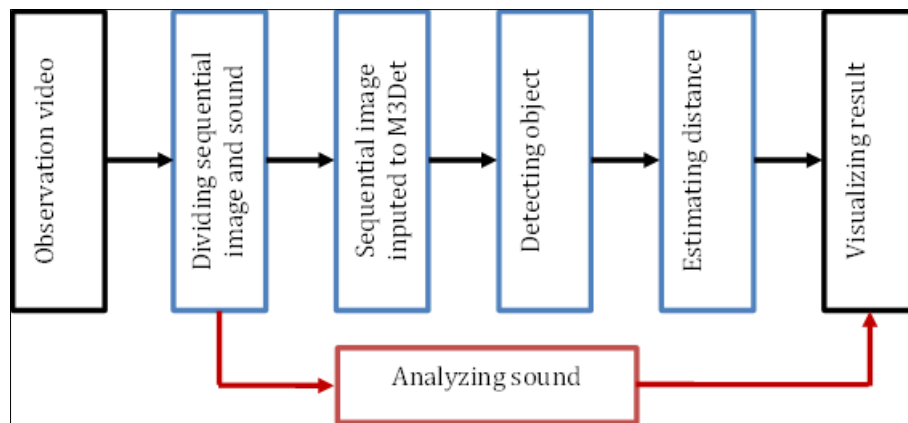 Observation video
Dividing sequential
image and sound
Sequential image
inputed to M3Det
Detecting object
Estimating distance
Visualizing result
Analyzing sound